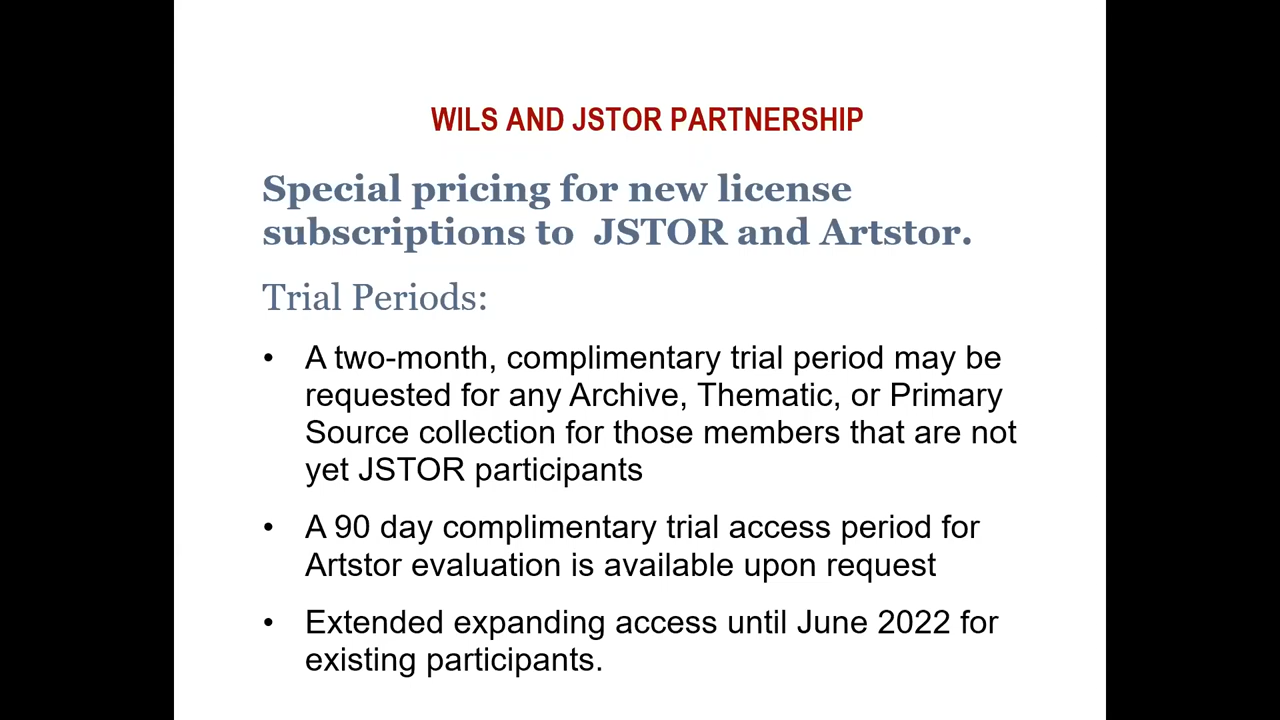 WILS AND JSTOR PARTNERSHIP
Special pricing for new license
subscriptions to JSTOR and Artstor.
Trial Periods:
• A two-month, complimentary trial period may be
requested for any Archive, Thematic, or Primary
Source collection for those members that are not
yet JSTOR participants
• A 90 day complimentary trial access period for
Artstor evaluation is available upon request
• Extended expanding access until June 2022 for
existing participants.